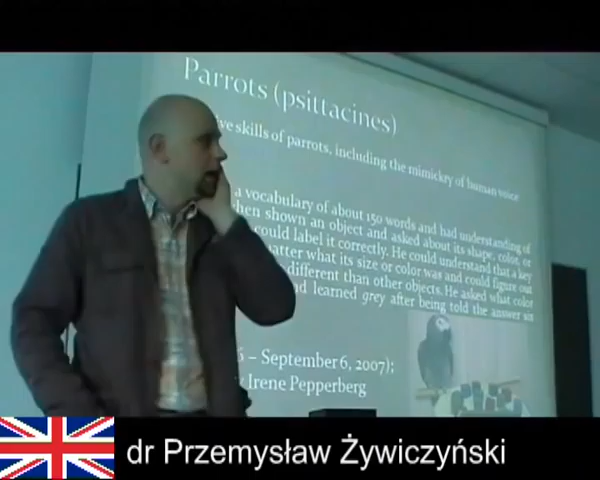 Parrots (psittacines)
skills of parrots, including the mimickry of human voice
a vocabulary of about 150 words and had understanding of
hen shown an object and asked about its shape, color, or
could label it correctly. He could understand that a key
atter what its size or color was and could figure out
different than other objects. He asked what color
nd learned grey after being told the answer six
– September 6, 2007);
Irene Pepperberg
dr Przemysław Żywiczyński